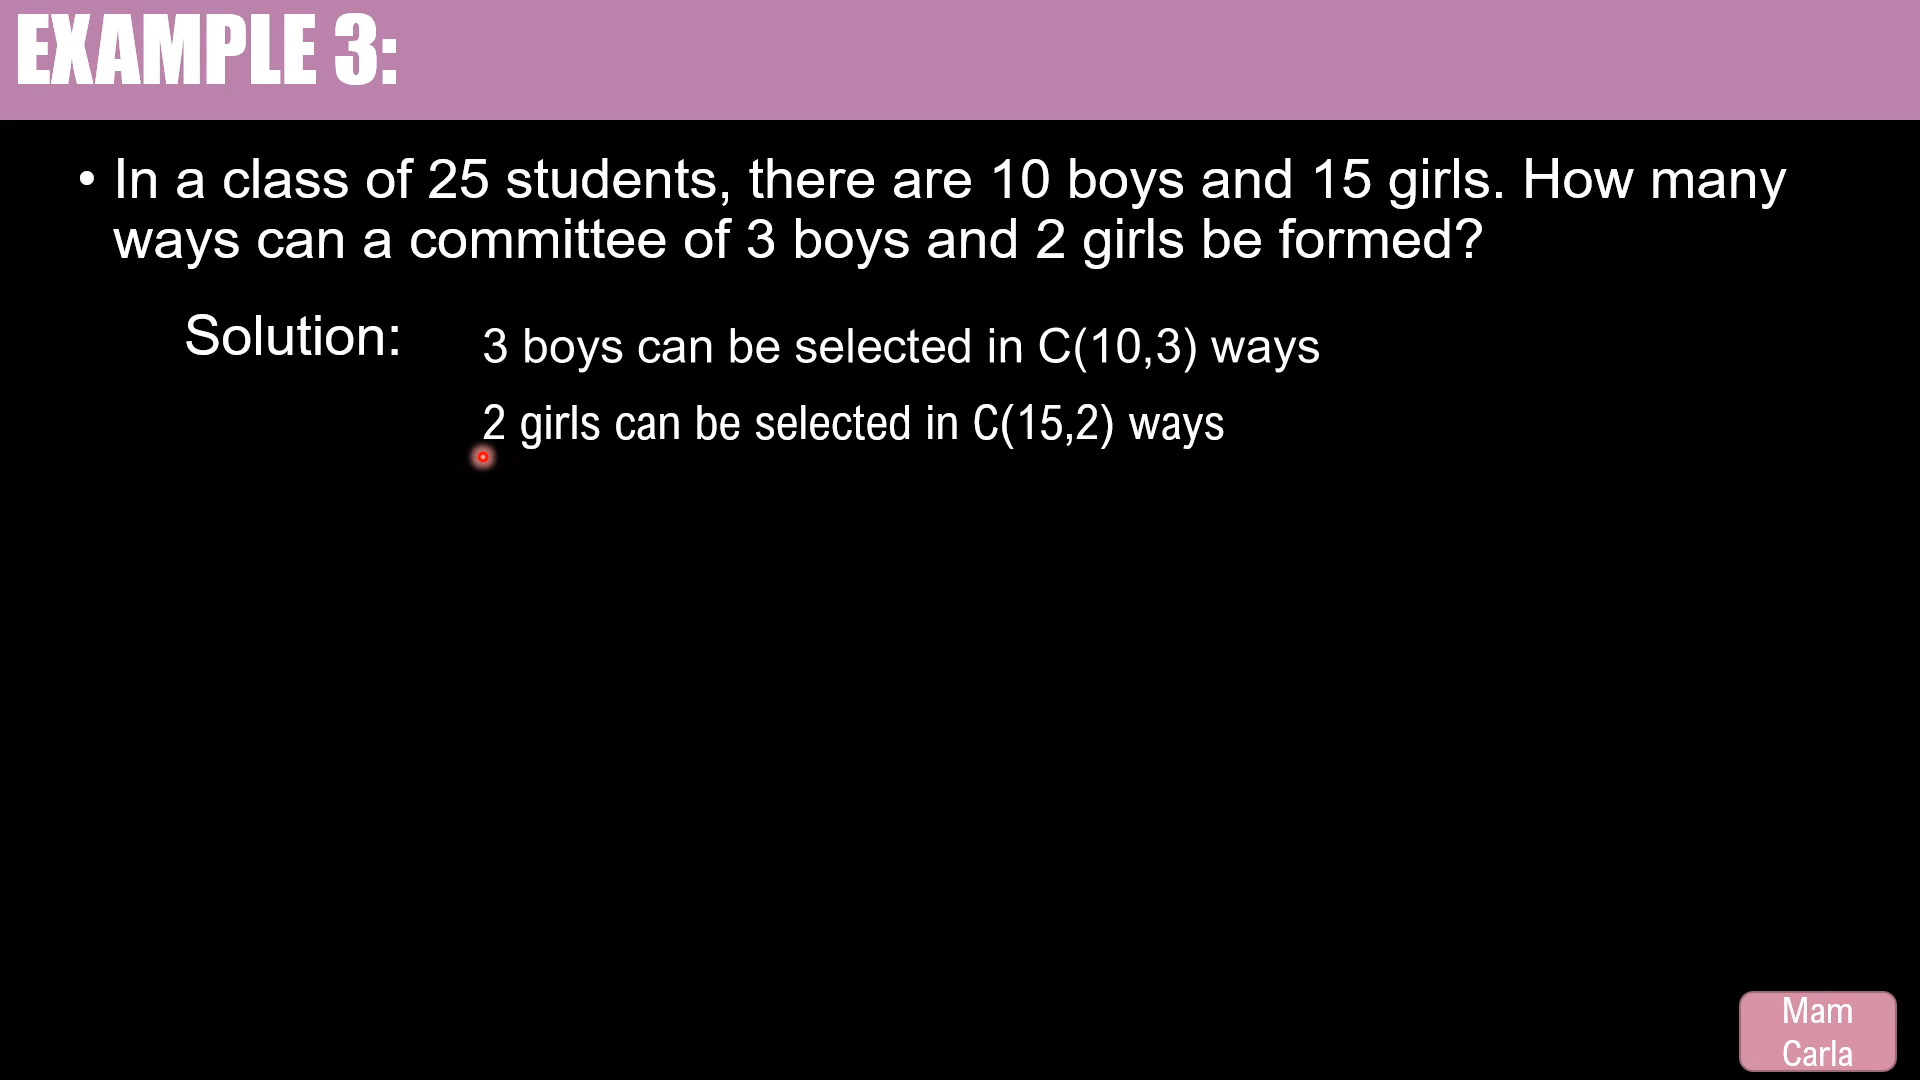 EXAMPLE 3:
• In a class of 25 students, there are 10 boys and 15 girls. How many
ways can a committee of 3 boys and 2 girls be formed?
Solution:
3 boys can be selected in C(10,3) ways
2 girls can be selected in C(15,2) ways
Mam
Carla